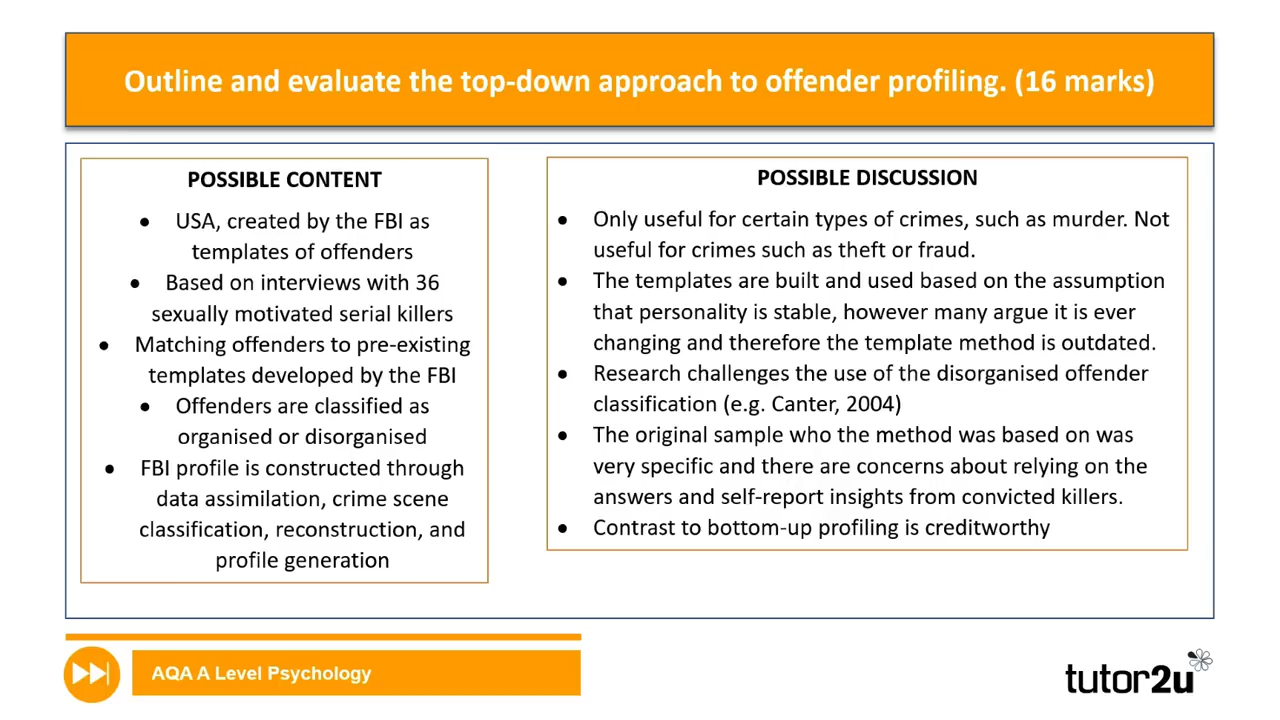 Outline and evaluate the top-down approach to offender profiling. (16 marks)
POSSIBLE CONTENT
● USA, created by the FBI as
templates of offenders
● Based on interviews with 36
sexually motivated serial killers
● Matching offenders to pre-existing
templates developed by the FBI
● Offenders are classified as
organised or disorganised
● FBI profile is constructed through
data assimilation, crime scene
classification, reconstruction, and
profile generation
POSSIBLE DISCUSSION
● Only useful for certain types of crimes, such as murder. Not
useful for crimes such as theft or fraud.
● The templates are built and used based on the assumption
that personality is stable, however many argue it is ever
changing and therefore the template method is outdated.
● Research challenges the use of the disorganised offender
classification (e.g. Canter, 2004)
● The original sample who the method was based on was
very specific and there are concerns about relying on the
answers and self-report insights from convicted killers.
● Contrast to bottom-up profiling is creditworthy
AQA A Level Psychology
tutor2u